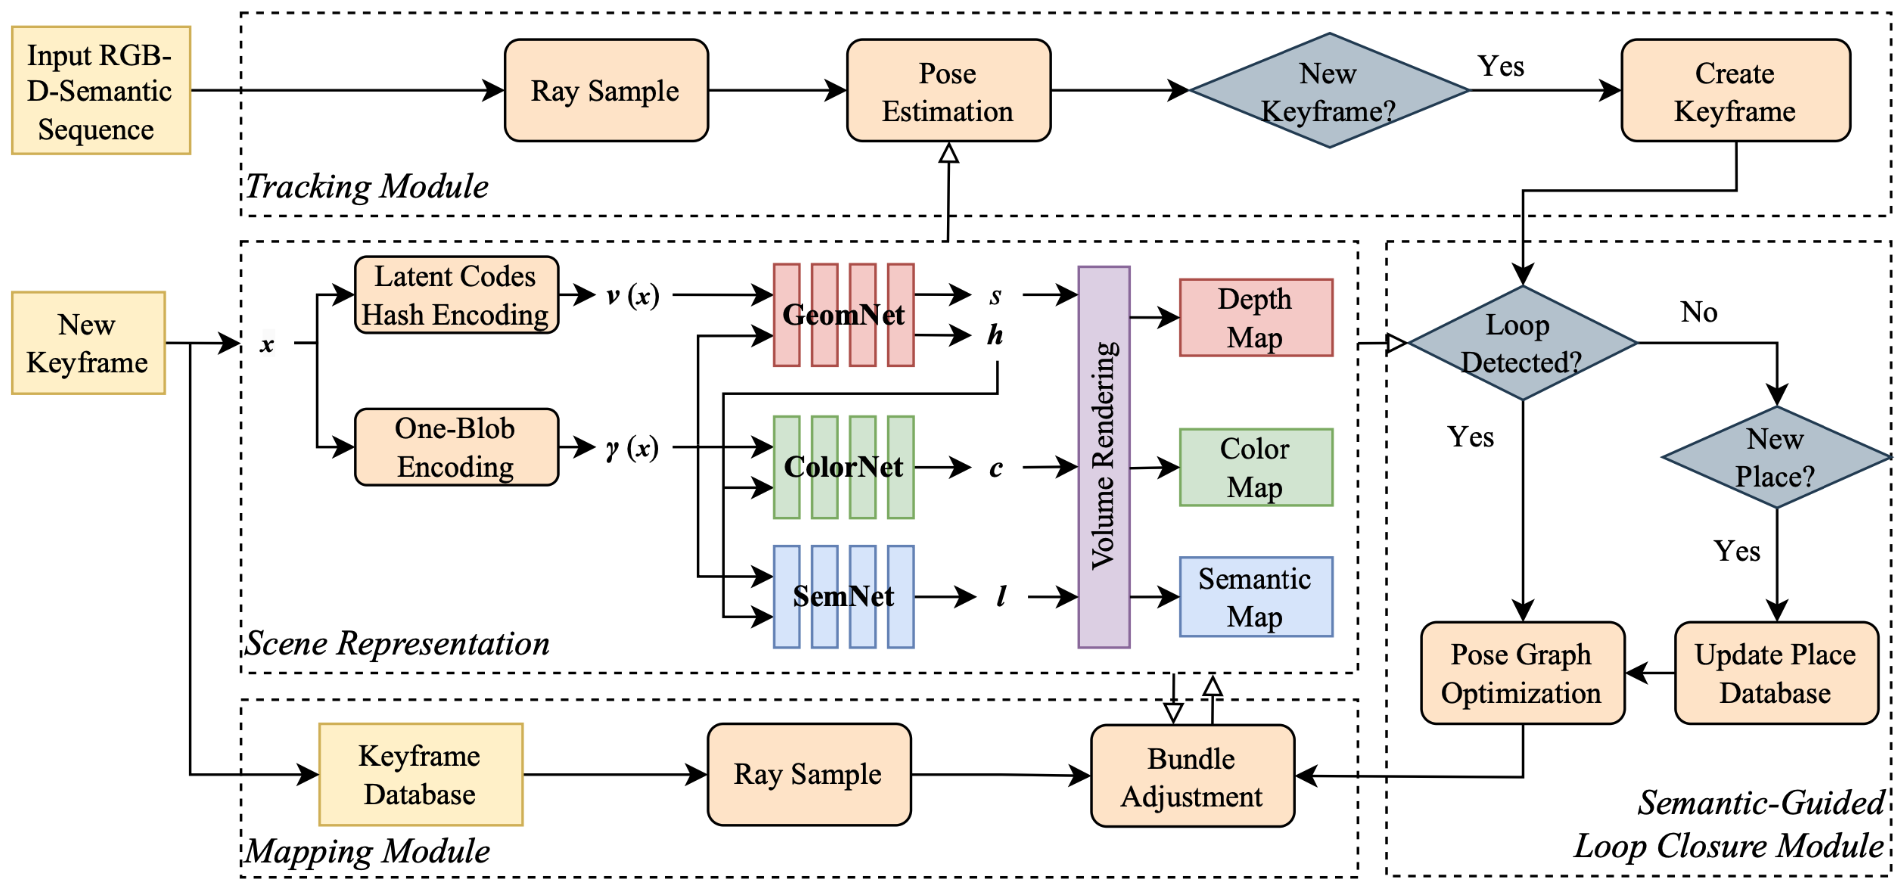 Input RGB-
D-Semantic
Sequence
Ray Sample
Pose
Estimation
New
Keyframe?
Yes
Create
Keyframe
Tracking Module
New
Keyframe
x
Latent Codes
Hash Encoding
v (x)
One-Blob
Encoding
γ (x)
GeomNet
s
h
ColorNet
c
SemNet
l
Volume Rendering
Depth
Map
Color
Map
Semantic
Map
Scene Representation
Loop
Detected?
No
Yes
New
Place?
Yes
Pose Graph
Optimization
Update Place
Database
Semantic-Guided
Loop Closure Module
Keyframe
Database
Ray Sample
Bundle
Adjustment
Mapping Module